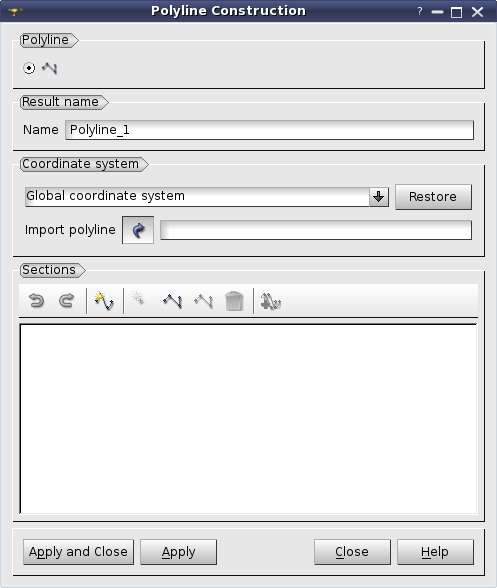 Polyline Construction
?
Polyline
Result name
Name Polyline_1
Coordinate system
Global coordinate system Restore
Import polyline
Sections
Apply and Close Apply Close Help